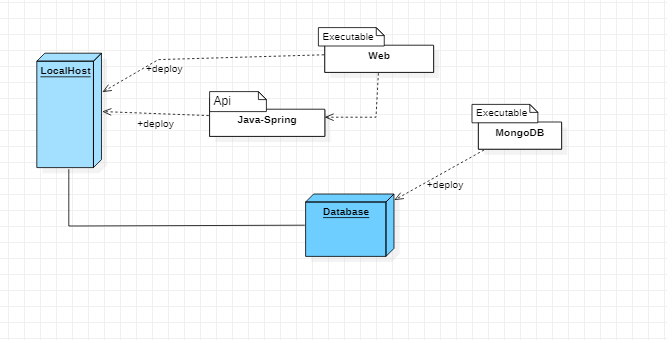 Executable
Web
LocalHost
+deploy
Api
Java-Spring
+deploy
Executable
MongoDB
+deploy
Database